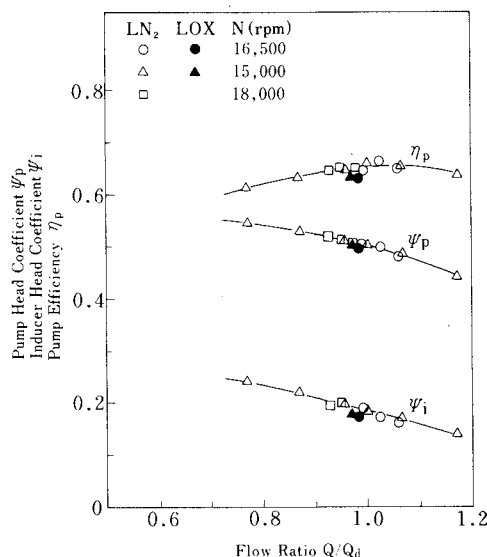 LN₂ LOX N(rpm)
○ ● 16,500
△ ▲ 15,000
□ 18,000
0.8
0.6
0.4
0.2
0
Pump Head Coefficient Ψp
Inducer Head Coefficient Ψi
Pump Efficiency ηp
ηp
Ψp
Ψi
0.6 0.8 1.0 1.2
Flow Ratio Q/Qd